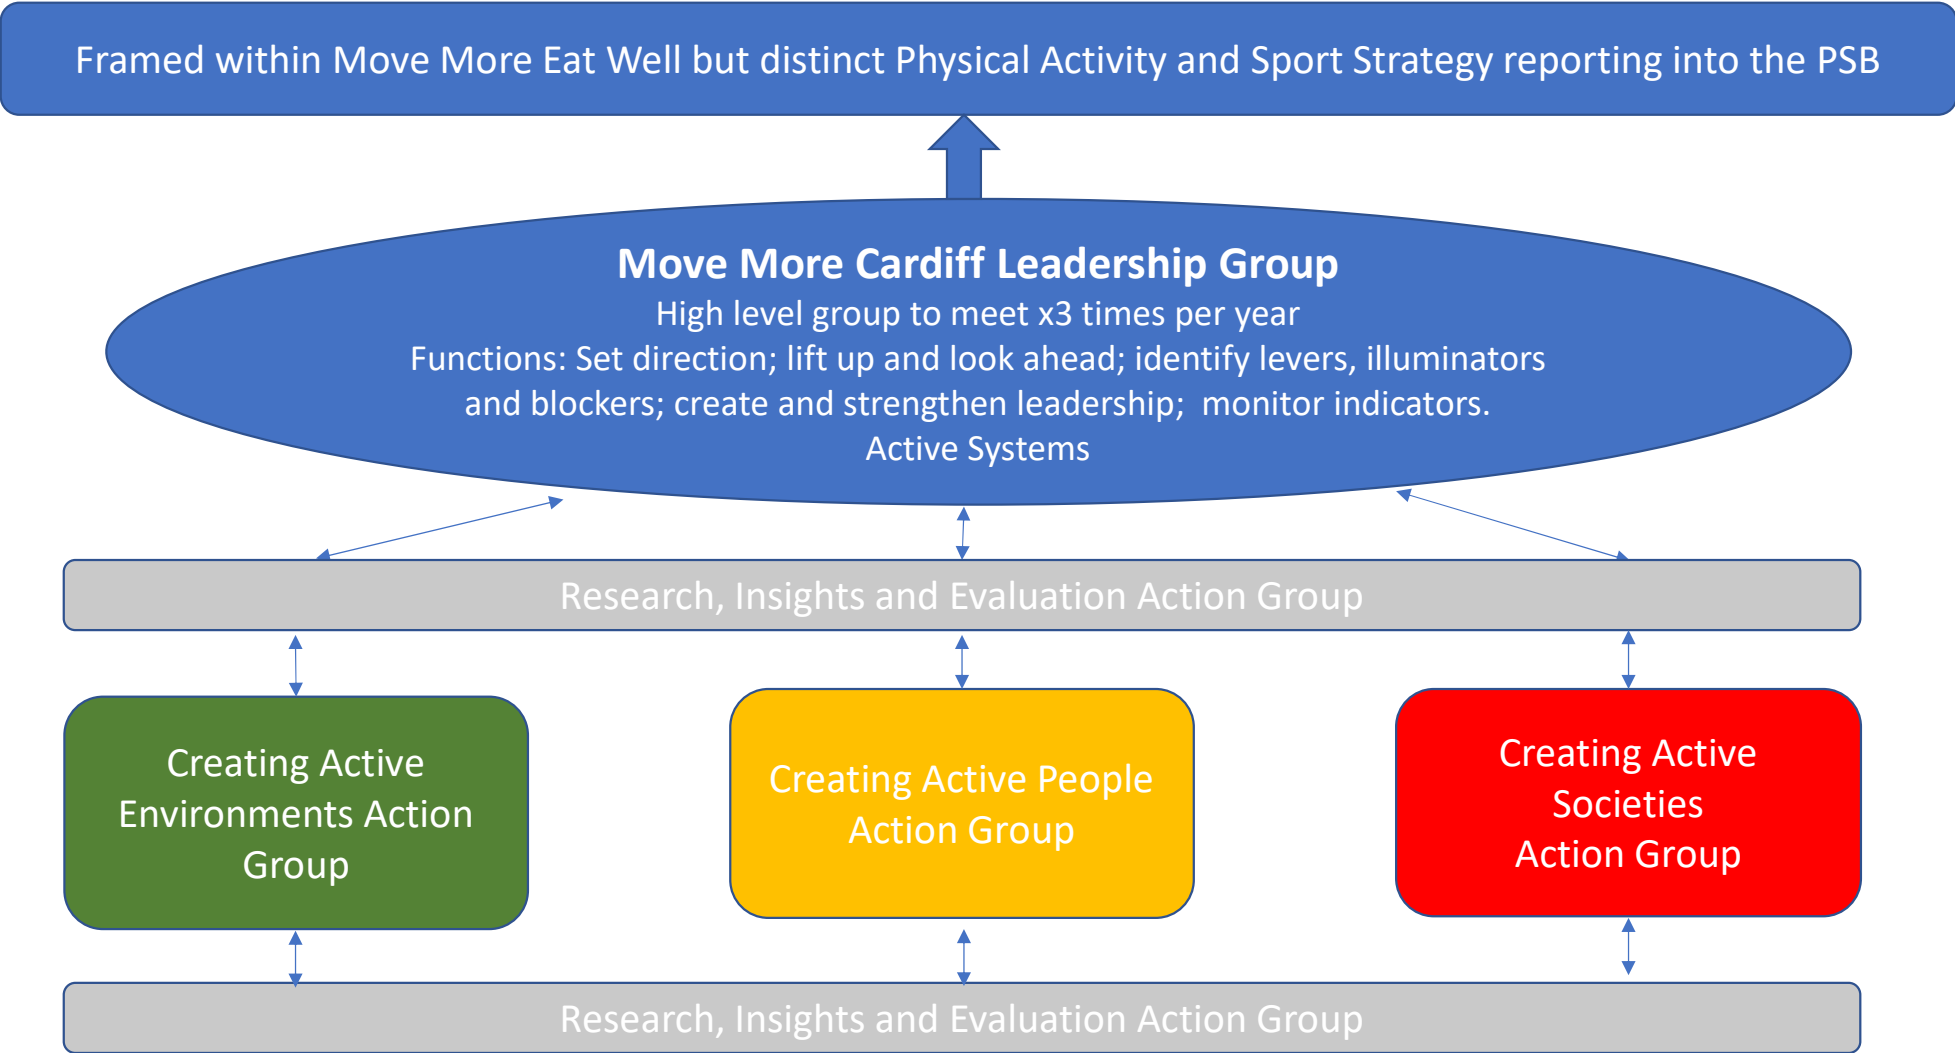 Framed within Move More Eat Well but distinct Physical Activity and Sport Strategy reporting into the PSB
Move More Cardiff Leadership Group
High level group to meet x3 times per year
Functions: Set direction; lift up and look ahead; identify levers, illuminators
and blockers; create and strengthen leadership;  monitor indicators.
Active Systems
Research, Insights and Evaluation Action Group
Creating Active
Environments Action
Group
Creating Active People
Action Group
Creating Active
Societies
Action Group
Research, Insights and Evaluation Action Group